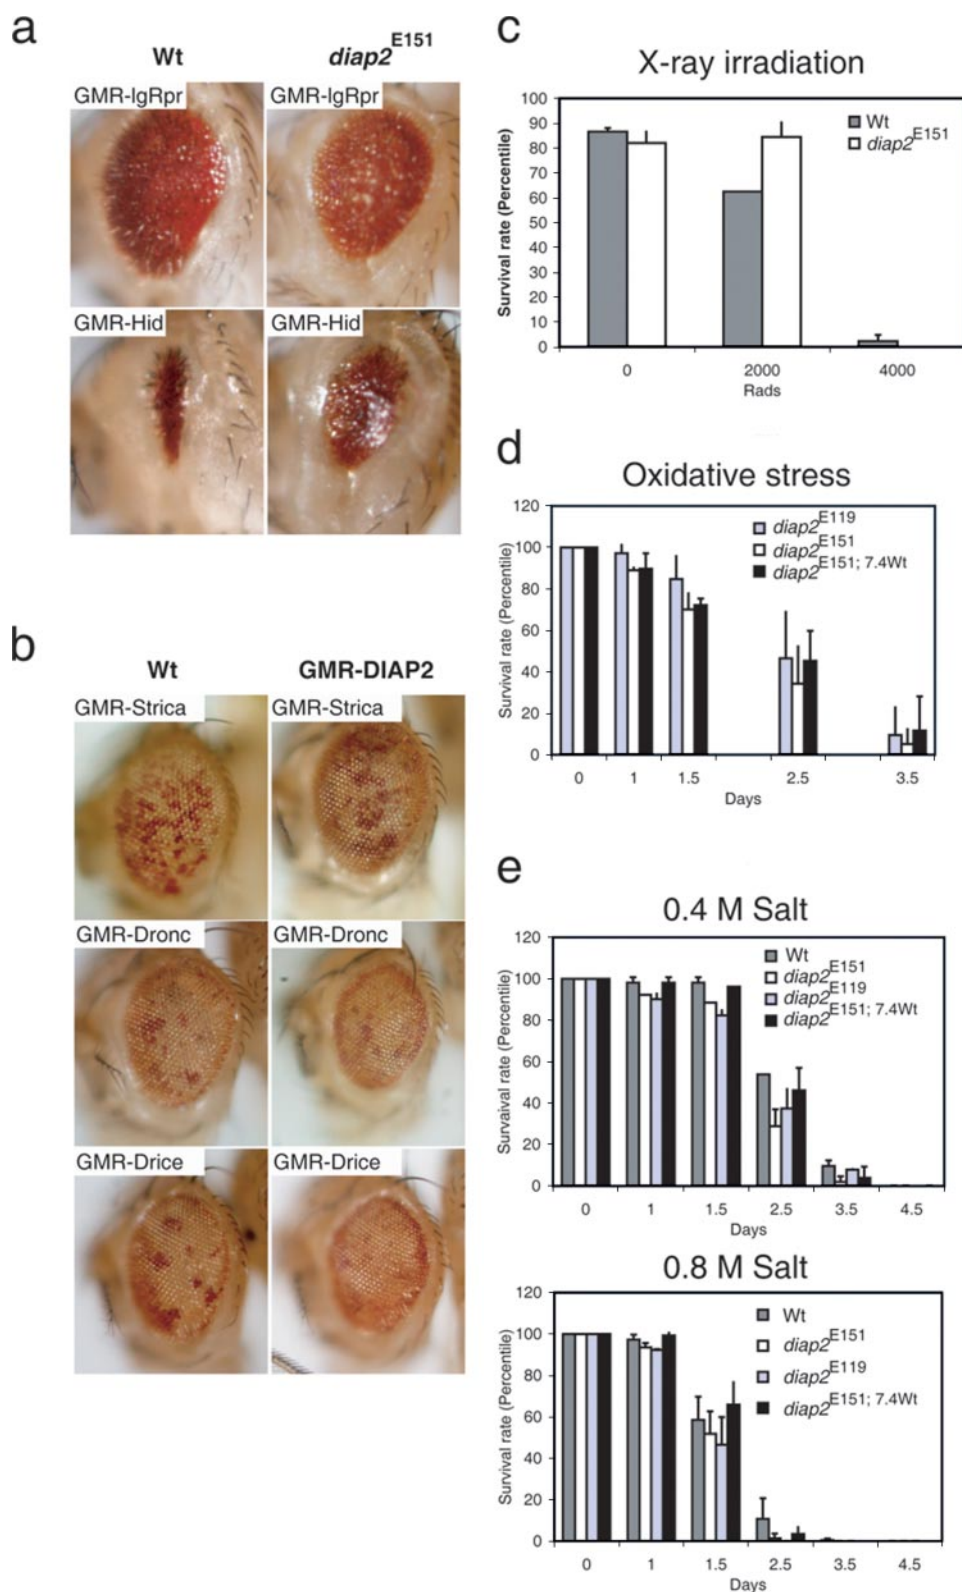 a
Wt diap2E151
GMR-lgRpr GMR-lgRpr
GMR-Hid GMR-Hid
b
Wt GMR-DIAP2
GMR-Strica GMR-Strica
GMR-Dronc GMR-Dronc
GMR-Drice GMR-Drice
c
X-ray irradiation
Survival rate (Percentile)
100
90
80
70
60
50
40
30
20
10
0
Wt
diap2E151
0 2000 4000
Rads
d
Oxidative stress
Survival rate (Percentile)
120
100
80
60
40
20
0
diap2E119
diap2E151
diap2E151; 7.4Wt
0 1 1.5 2.5 3.5
Days
e
0.4 M Salt
Survaival rate (Percentile)
120
100
80
60
40
20
0
Wt
diap2E151
diap2E119
diap2E151; 7.4Wt
0 1 1.5 2.5 3.5 4.5
Days
0.8 M Salt
Survival rate (Percentile)
120
100
80
60
40
20
0
Wt
diap2E151
diap2E119
diap2E151; 7.4Wt
0 1 1.5 2.5 3.5 4.5
Days